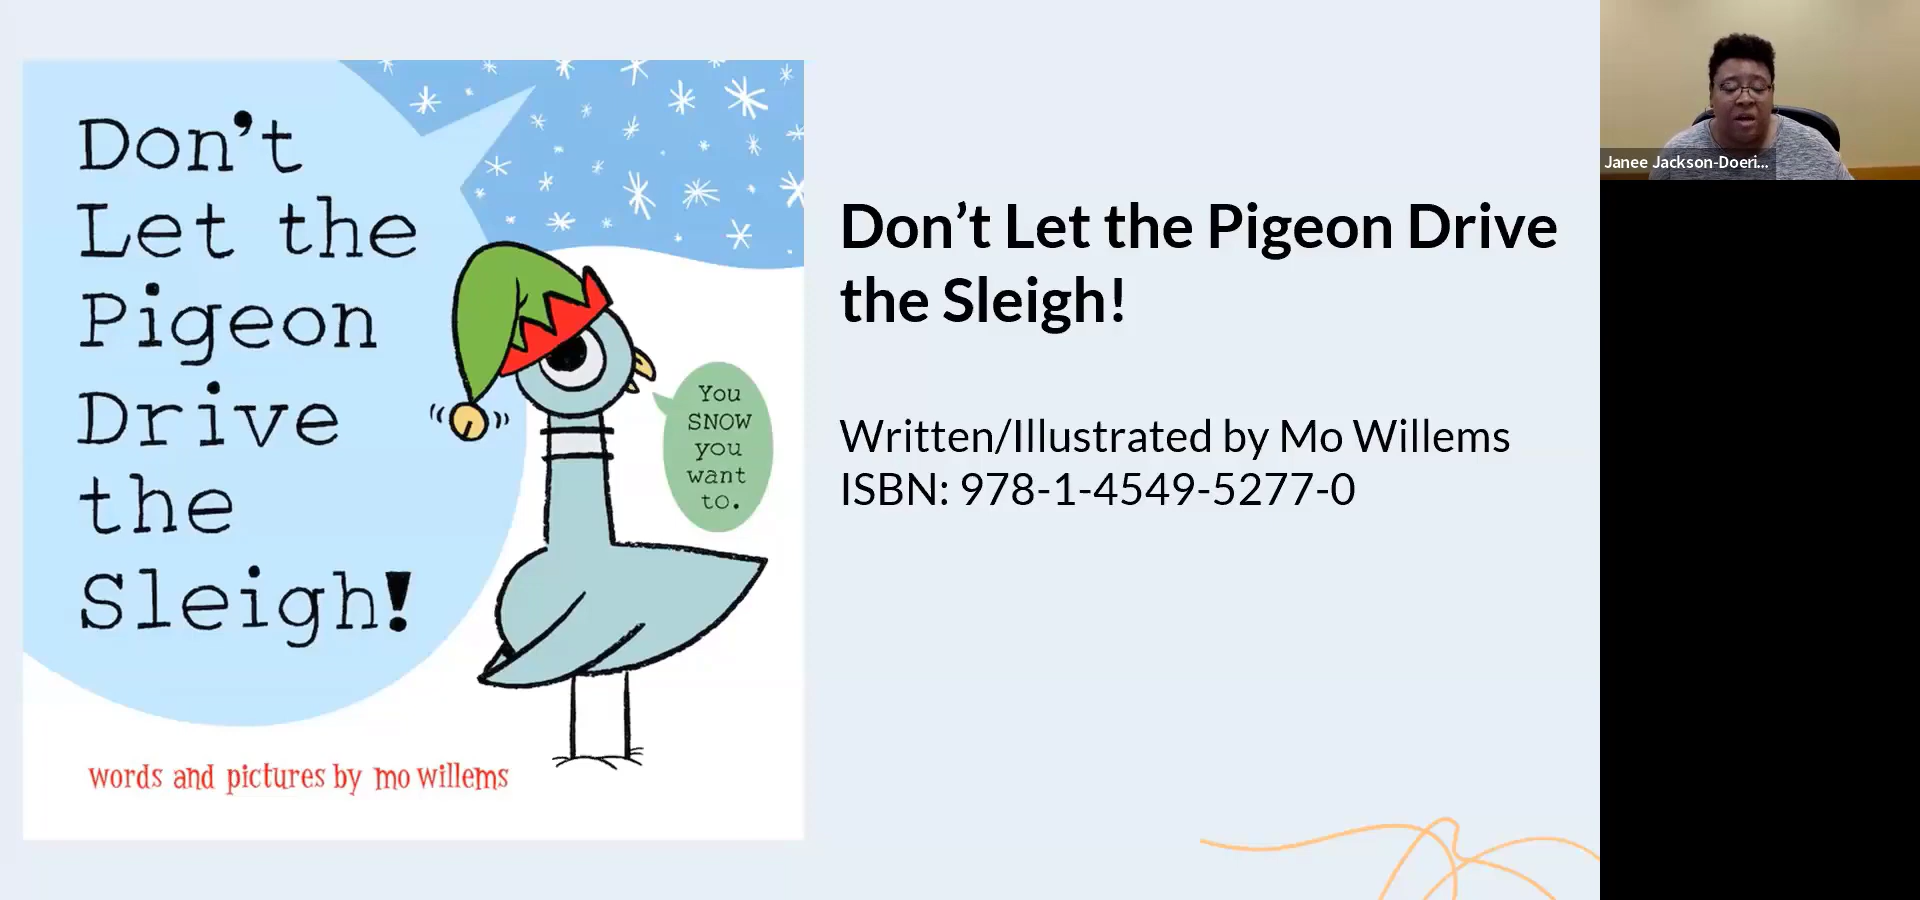 Don't
Let the
Pigeon
Drive
the
Sleigh!
You
SNOW
you
want
to.
words and pictures by mo willems
Don’t Let the Pigeon Drive
the Sleigh!
Written/Illustrated by Mo Willems
ISBN: 978-1-4549-5277-0
Janee Jackson-Doeri...